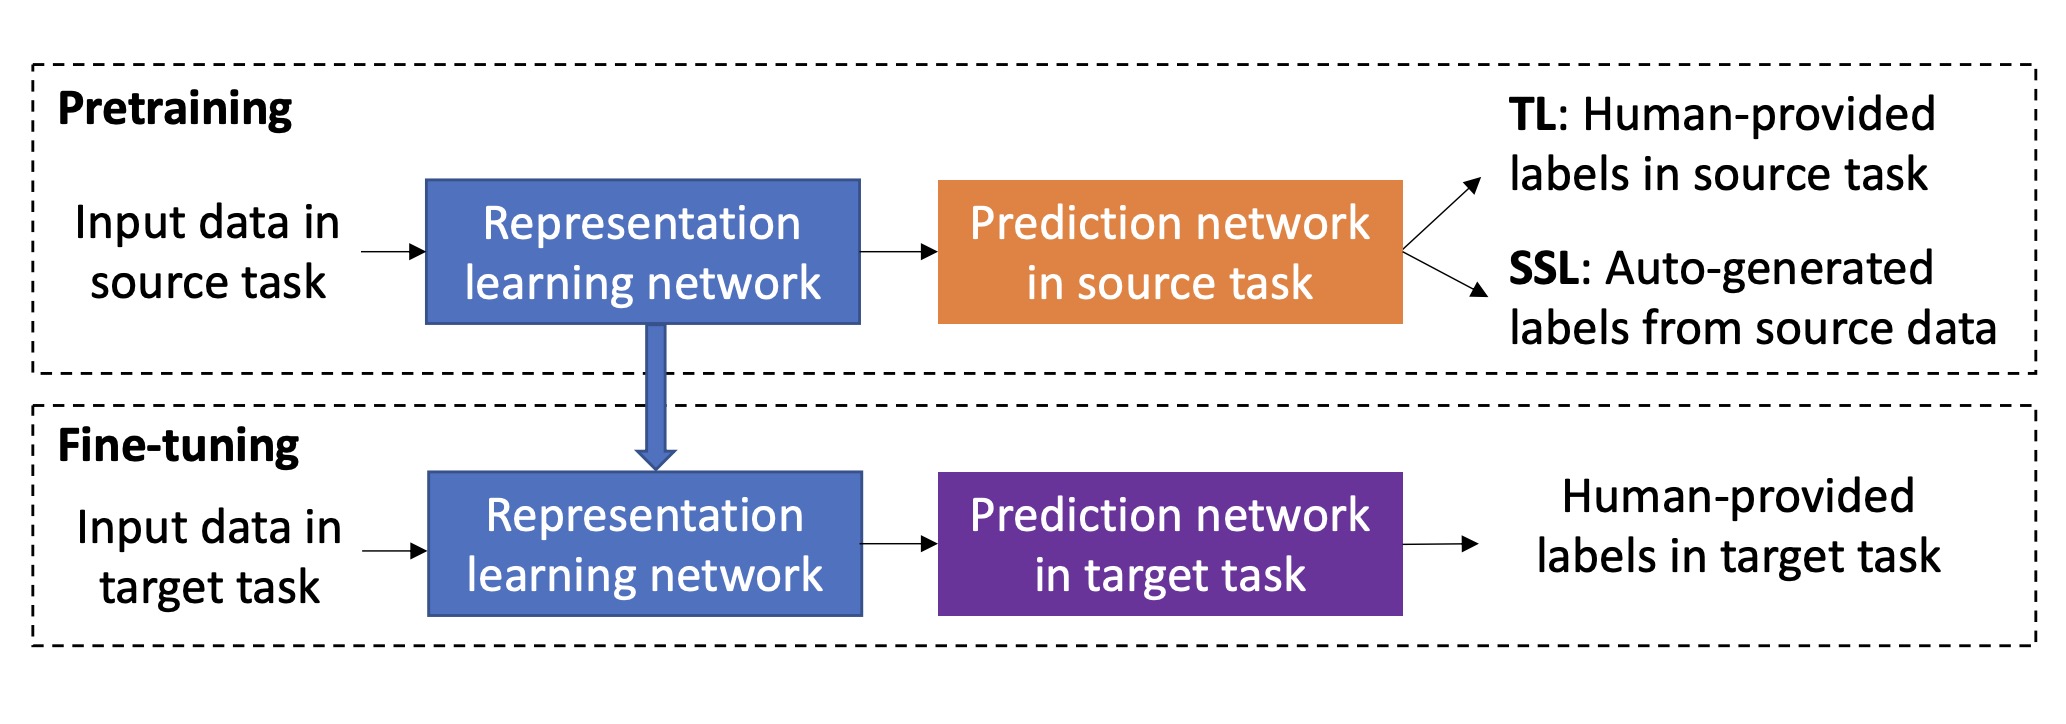 Pretraining
Input data in
source task
Representation
learning network
Prediction network
in source task
TL: Human-provided
labels in source task
SSL: Auto-generated
labels from source data
Fine-tuning
Input data in
target task
Representation
learning network
Prediction network
in target task
Human-provided
labels in target task